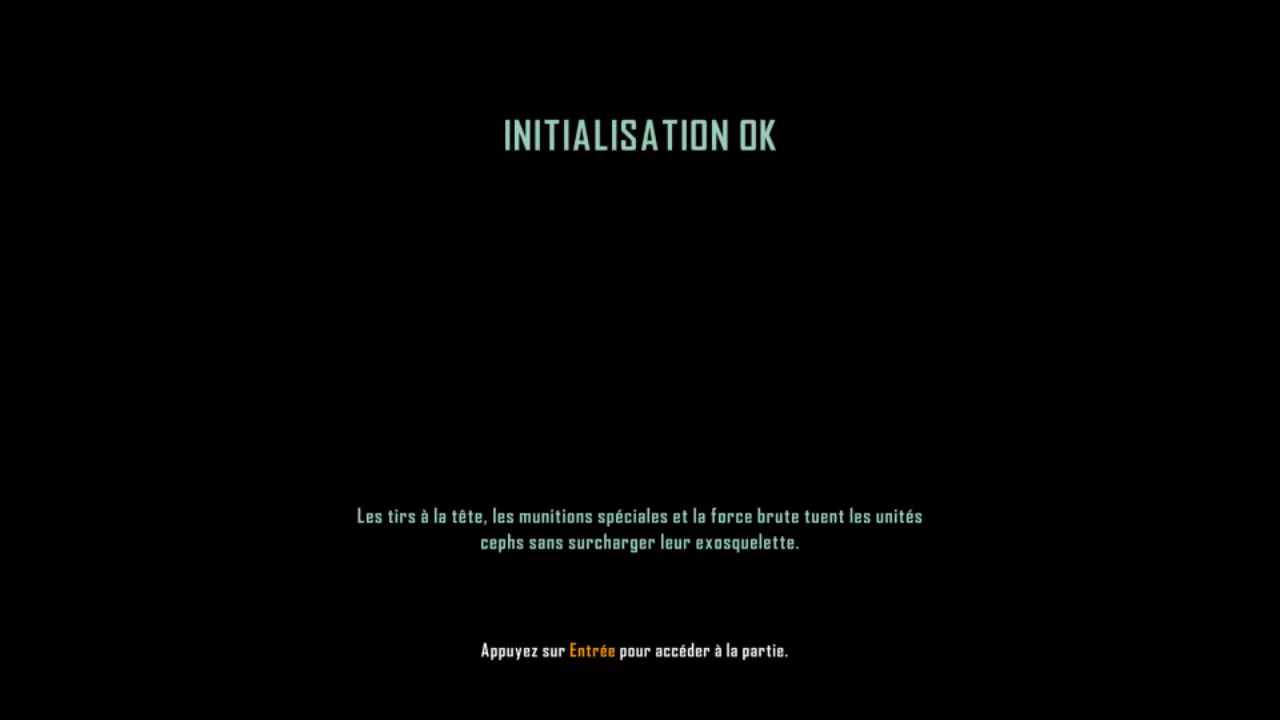 INITIALISATION OK
Les tirs à la tête, les munitions spéciales et la force brute tuent les unités
cephs sans surcharger leur exosquelette.
Appuyez sur Entrée pour accéder à la partie.